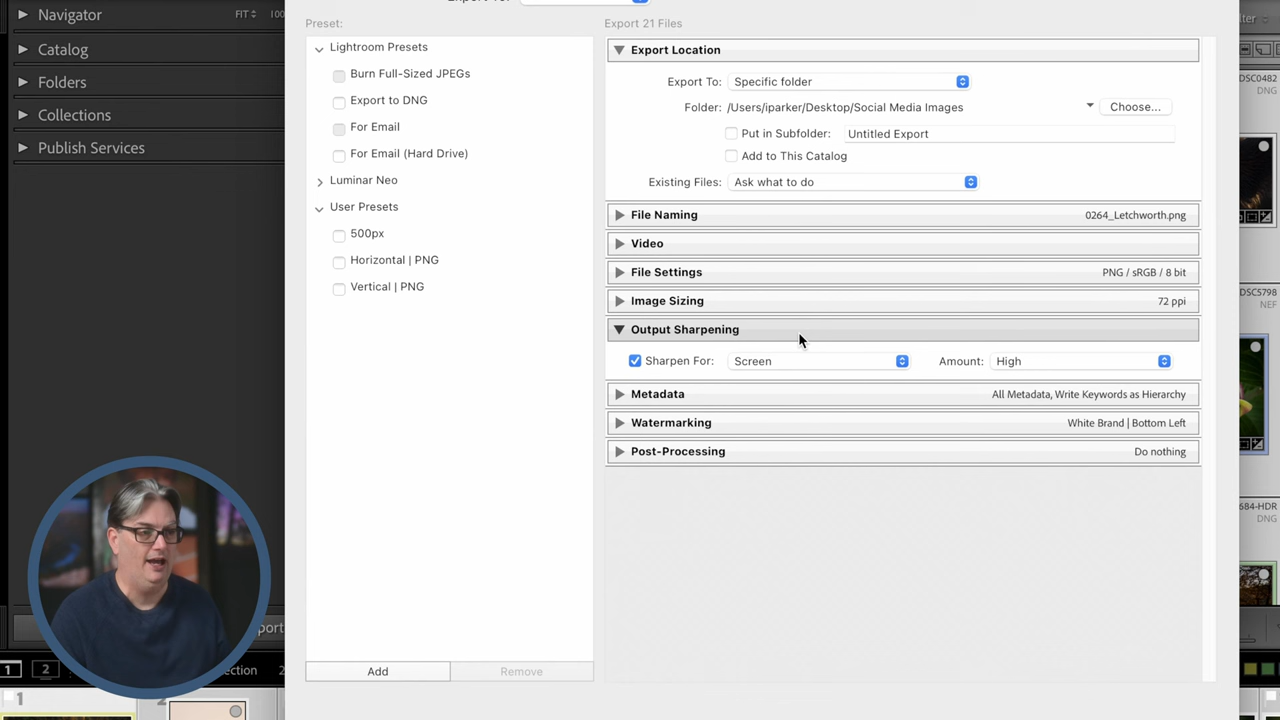 Navigator
FIT
100
Catalog
Folders
Collections
Publish Services
Preset:
Lightroom Presets
Burn Full-Sized JPEGs
Export to DNG
For Email
For Email (Hard Drive)
Luminar Neo
User Presets
500px
Horizontal | PNG
Vertical | PNG
Add
Remove
Export 21 Files
Export Location
Export To: Specific folder
Folder: /Users/iparker/Desktop/Social Media Images Choose...
Put in Subfolder: Untitled Export
Add to This Catalog
Existing Files: Ask what to do
File Naming 0264_Letchworth.png
Video
File Settings PNG / sRGB / 8 bit
Image Sizing 72 ppi
Output Sharpening
Sharpen For: Screen Amount: High
Metadata All Metadata, Write Keywords as Hierarchy
Watermarking White Brand | Bottom Left
Post-Processing Do nothing
DSC0482
DNG
DSC5798
NEF
684-HDR
DNG
1 2
1 2